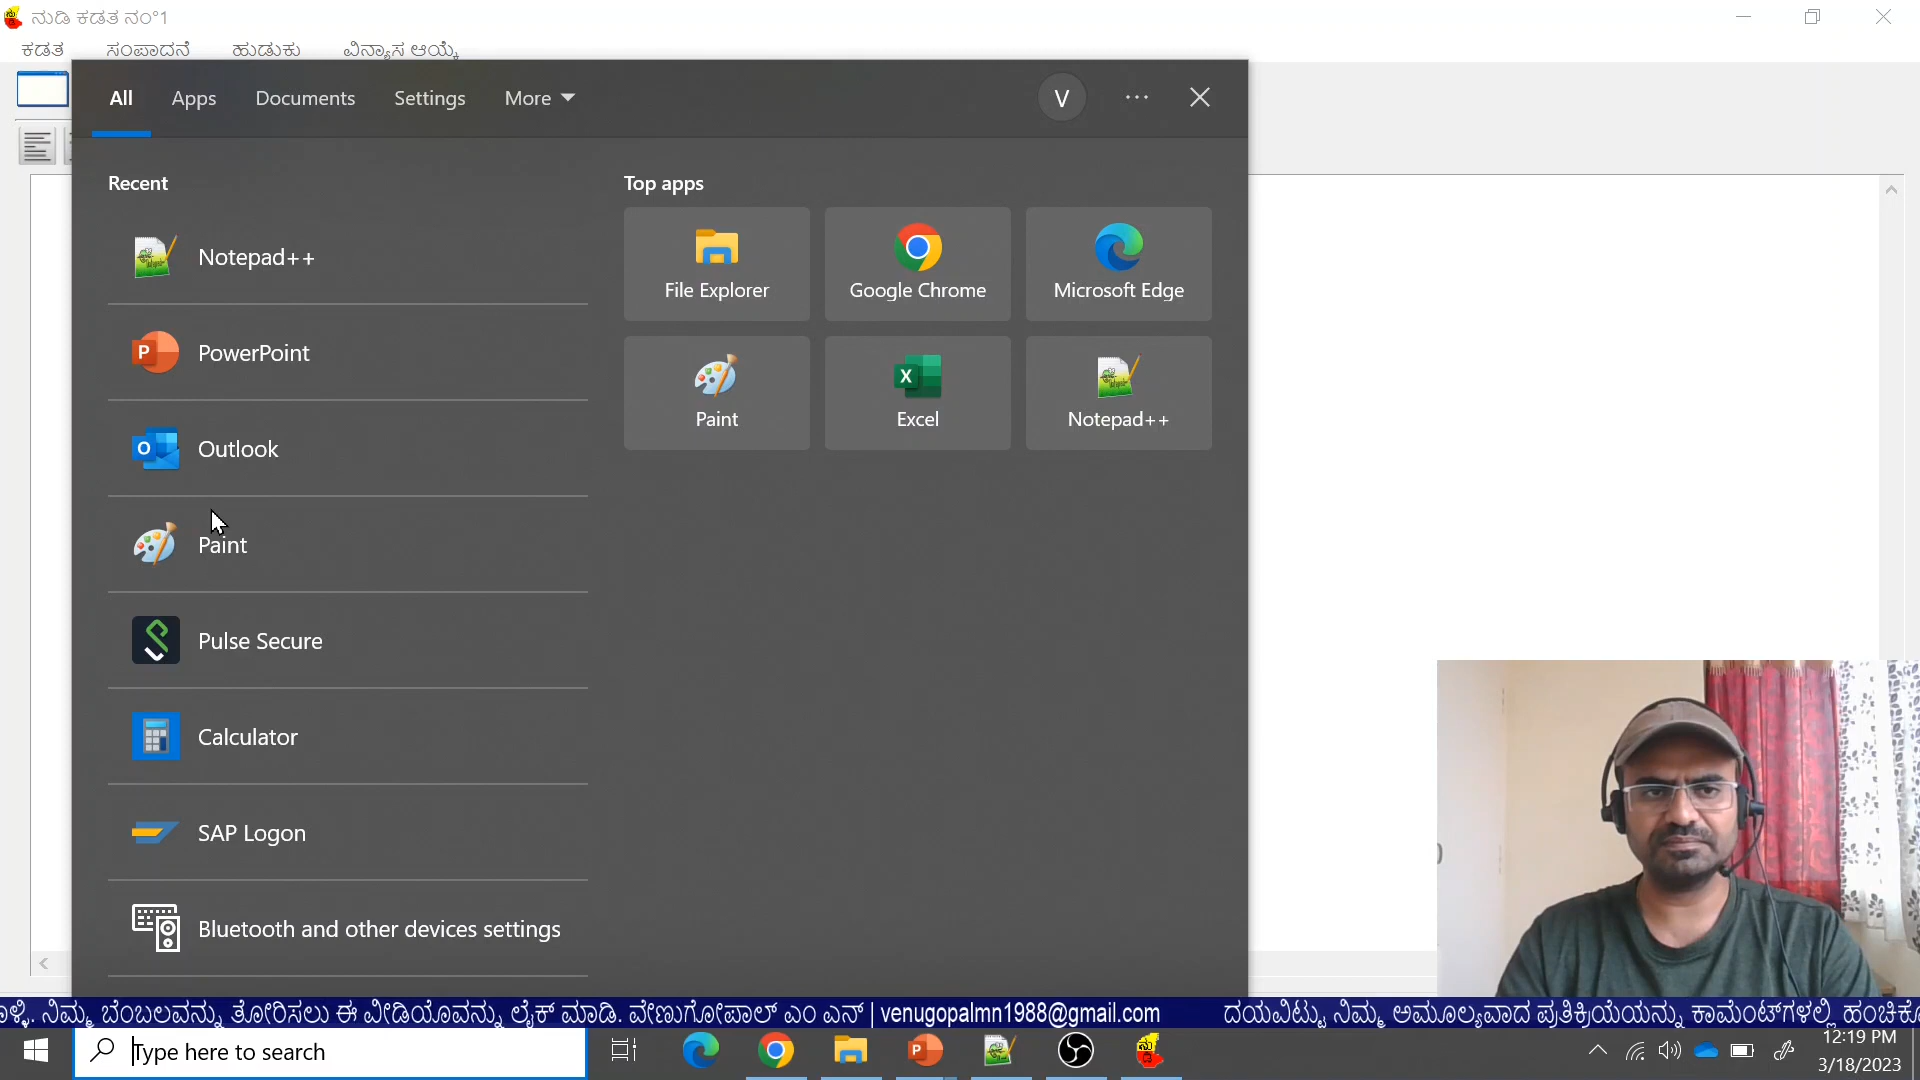 ನುಡಿ ಕಡತ ನಂ°1
ಕಡತ ಸಂಪಾದನೆ ಹುಡುಕು ವಿನ್ಯಾಸ ಆಯ್ಕೆ
All Apps Documents Settings More V
Recent
Notepad++
PowerPoint
Outlook
Paint
Pulse Secure
Calculator
SAP Logon
Bluetooth and other devices settings
Top apps
File Explorer Google Chrome Microsoft Edge
Paint Excel Notepad++
ನಿಮ್ಮ ಬೆಂಬಲವನ್ನು ತೋರಿಸಲು ಈ ವೀಡಿಯೊವನ್ನು ಲೈಕ್ ಮಾಡಿ. ವೇಣುಗೋಪಾಲ್ ಎಂ ಎನ್ | venugopalmn1988@gmail.com ದಯವಿಟ್ಟು ನಿಮ್ಮ ಅಮೂಲ್ಯವಾದ ಪ್ರತಿಕ್ರಿಯೆಯನ್ನು ಕಾಮೆಂಟ್‌ಗಳಲ್ಲಿ
Type here to search
12:19 PM
3/18/2023